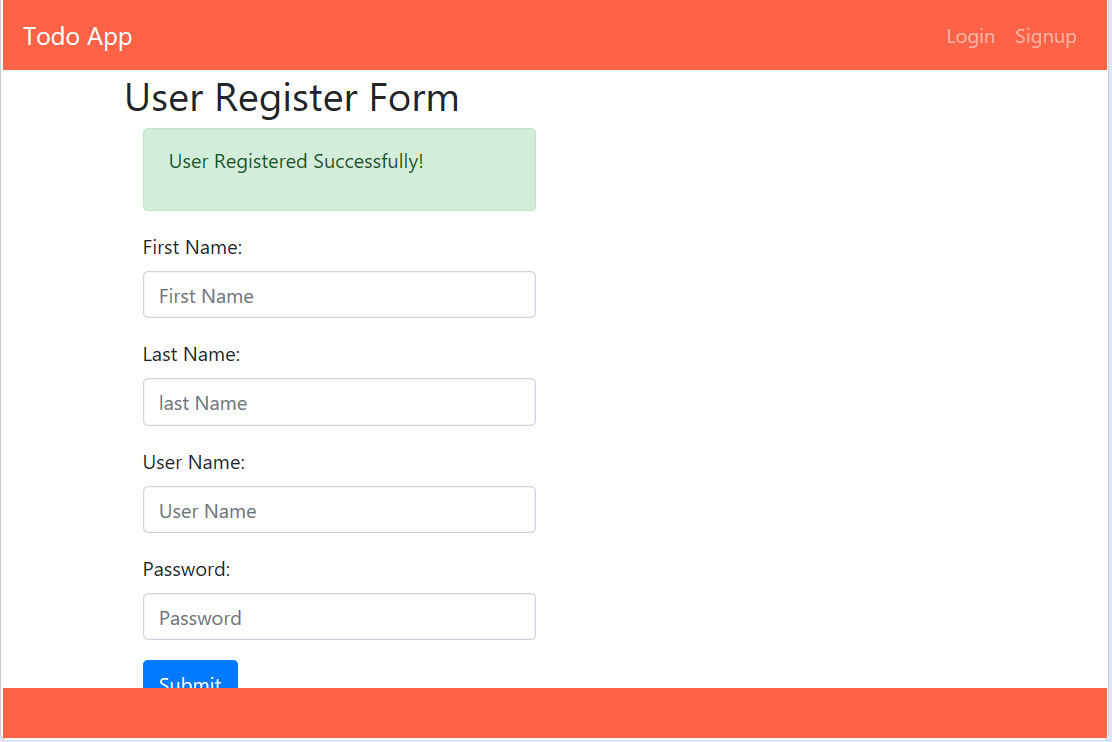 Todo App
Login Signup
User Register Form
User Registered Successfully!
First Name:
First Name
Last Name:
last Name
User Name:
User Name
Password:
Password
Submit